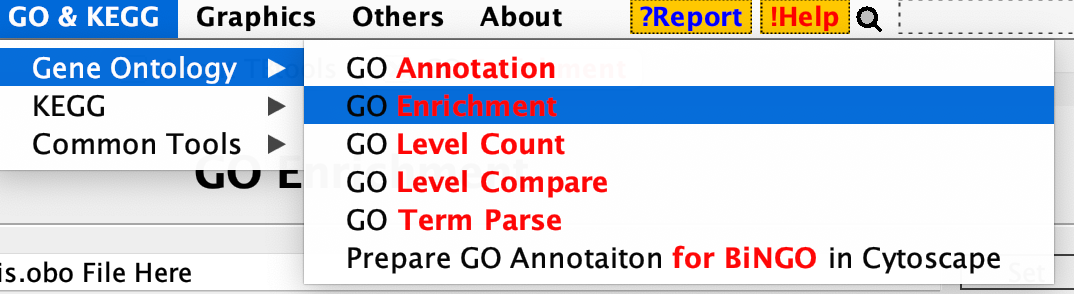 GO & KEGG Graphics Others About ?Report !Help
Gene Ontology
KEGG
Common Tools
GO Annotation
GO Enrichment
GO Level Count
GO Level Compare
GO Term Parse
Prepare GO Annotaiton for BiNGO in Cytoscape
GO Enrichment
is.obo File Here
Set